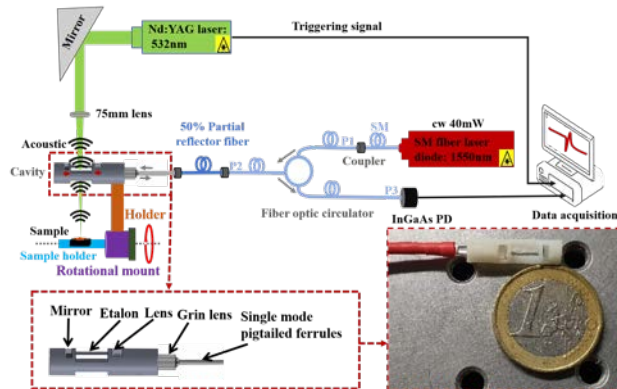 Mirror
Nd:YAG laser:
532nm
Triggering signal
75mm lens
Acoustic
Cavity
50% Partial
reflector fiber
P2
P1
SM
Coupler
cw 40mW
SM fiber laser
diode: 1550nm
P3
Fiber optic circulator
InGaAs PD
Data acquisition
Holder
Sample
Sample holder
Rotational mount
Mirror
Etalon
Lens
Grin lens
Single mode
pigtailed ferrules
1
EURO